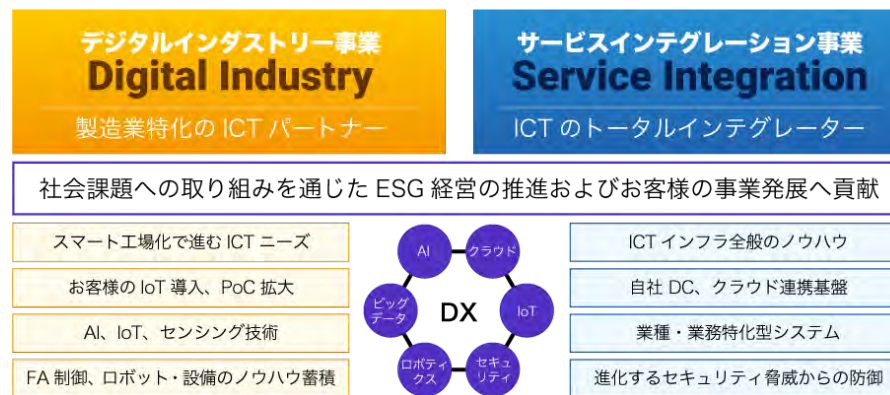 デジタルインダストリー事業
Digital Industry
製造業特化の ICT パートナー
サービスインテグレーション事業
Service Integration
ICT のトータルインテグレーター
社会課題への取り組みを通じた ESG 経営の推進およびお客様の事業発展へ貢献
スマート工場化で進む ICT ニーズ
お客様の IoT 導入、PoC 拡大
AI、IoT、センシング技術
FA 制御、ロボット・設備のノウハウ蓄積
AI
クラウド
ビッグ
データ
DX
IoT
ロボティ
クス
セキュ
リティ
ICT インフラ全般のノウハウ
自社 DC、クラウド連携基盤
業種・業務特化型システム
進化するセキュリティ脅威からの防御